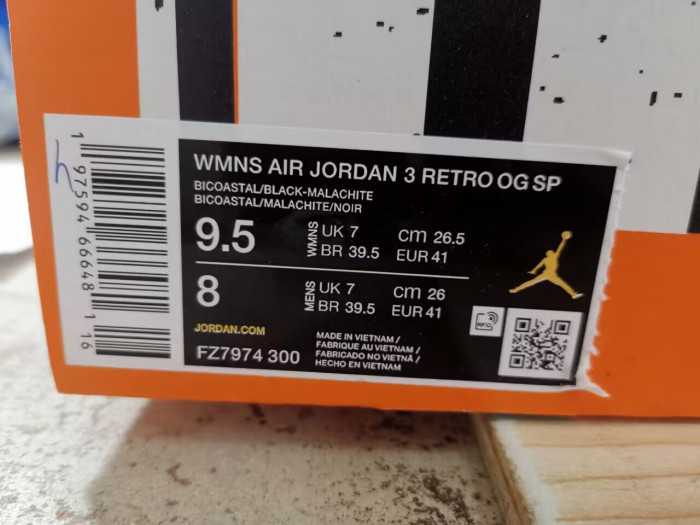 WMNS AIR JORDAN 3 RETRO OG SP
BICOASTAL/BLACK-MALACHITE
BICOASTAL/MALACHITE/NOIR
9.5 WMNS UK 7 cm 26.5
BR 39.5 EUR 41
8 MENS UK 7 cm 26
BR 39.5 EUR 41
JORDAN.COM
FZ7974 300
MADE IN VIETNAM /
FABRIQUE AU VIETNAM /
FABRICADO NO VIETNÃ /
HECHO EN VIETNAM
RFID
1 97594 66648 1 16